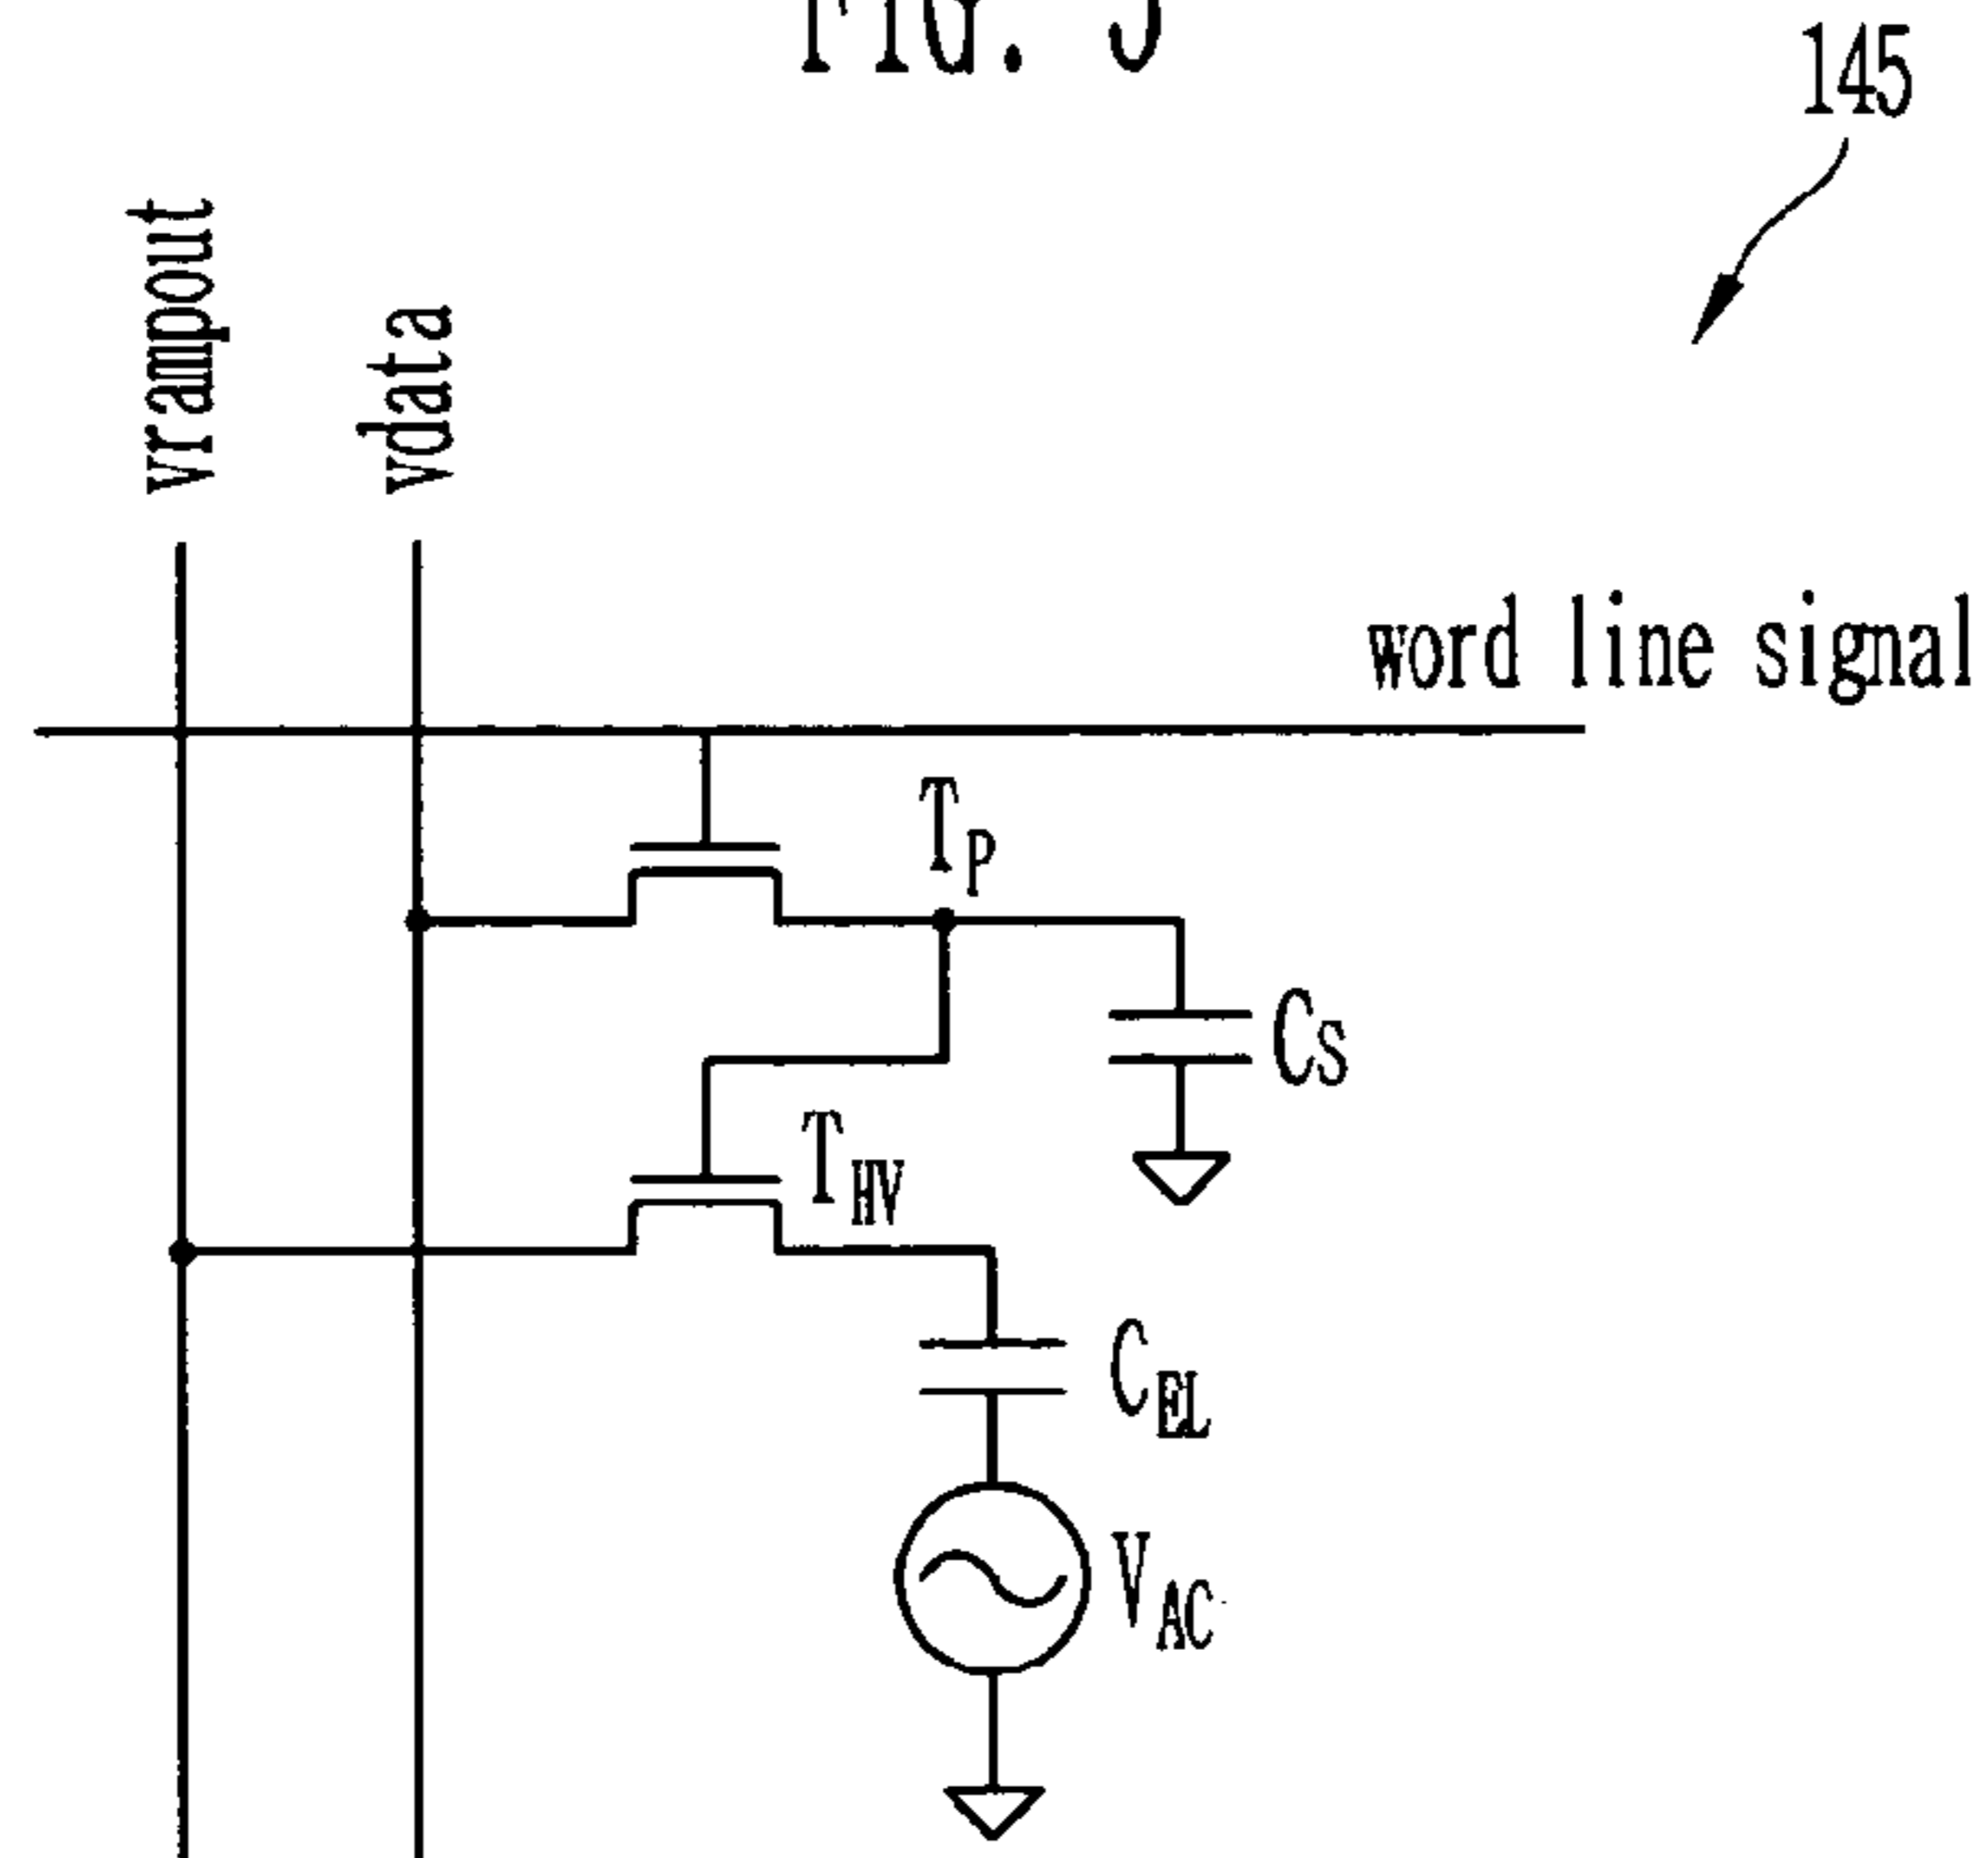 FIG. 5
145
vrampout
vdata
word line signal
T_P
C_S
T_HV
C_EL
V_AC